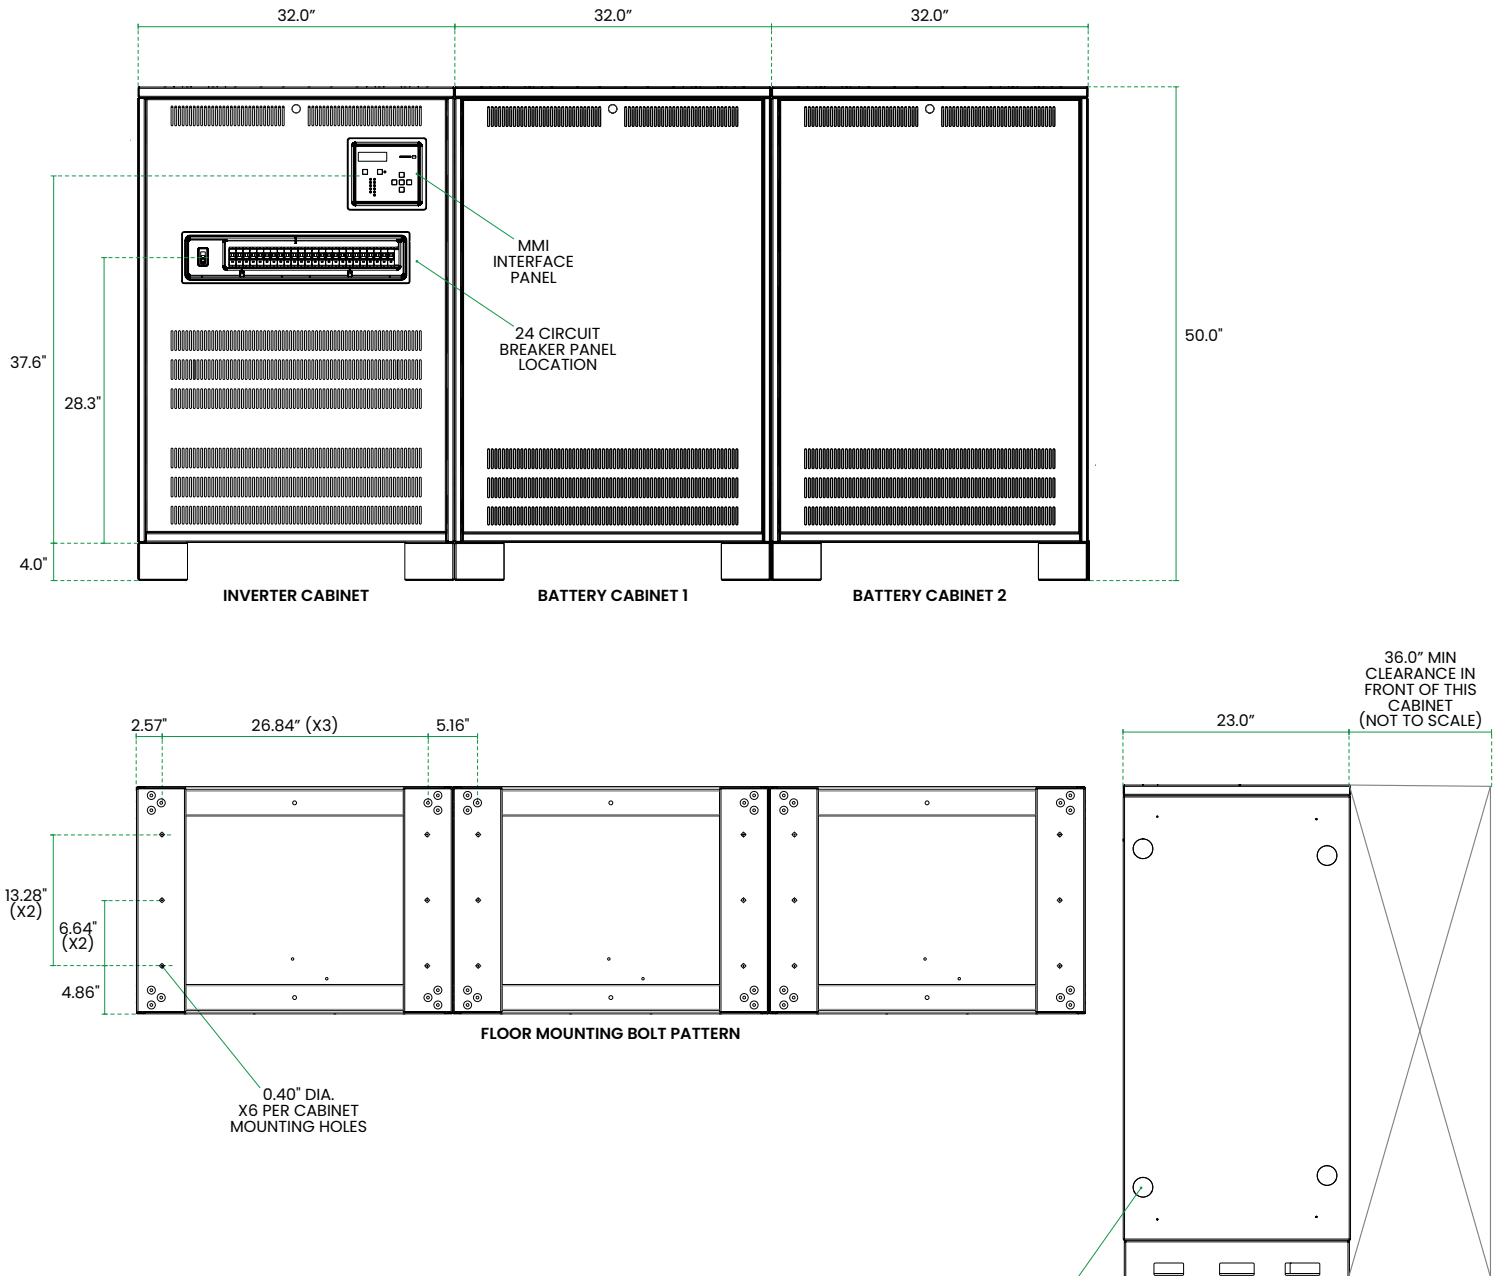 32.0”
32.0”
32.0”
MMI
INTERFACE
PANEL
24 CIRCUIT
BREAKER PANEL
LOCATION
50.0"
37.6"
28.3"
4.0"
INVERTER CABINET
BATTERY CABINET 1
BATTERY CABINET 2
36.0” MIN
CLEARANCE IN
FRONT OF THIS
CABINET
(NOT TO SCALE)
2.57"
26.84” (X3)
5.16"
23.0”
13.28"
(X2)
6.64"
(X2)
4.86"
FLOOR MOUNTING BOLT PATTERN
0.40" DIA.
X6 PER CABINET
MOUNTING HOLES